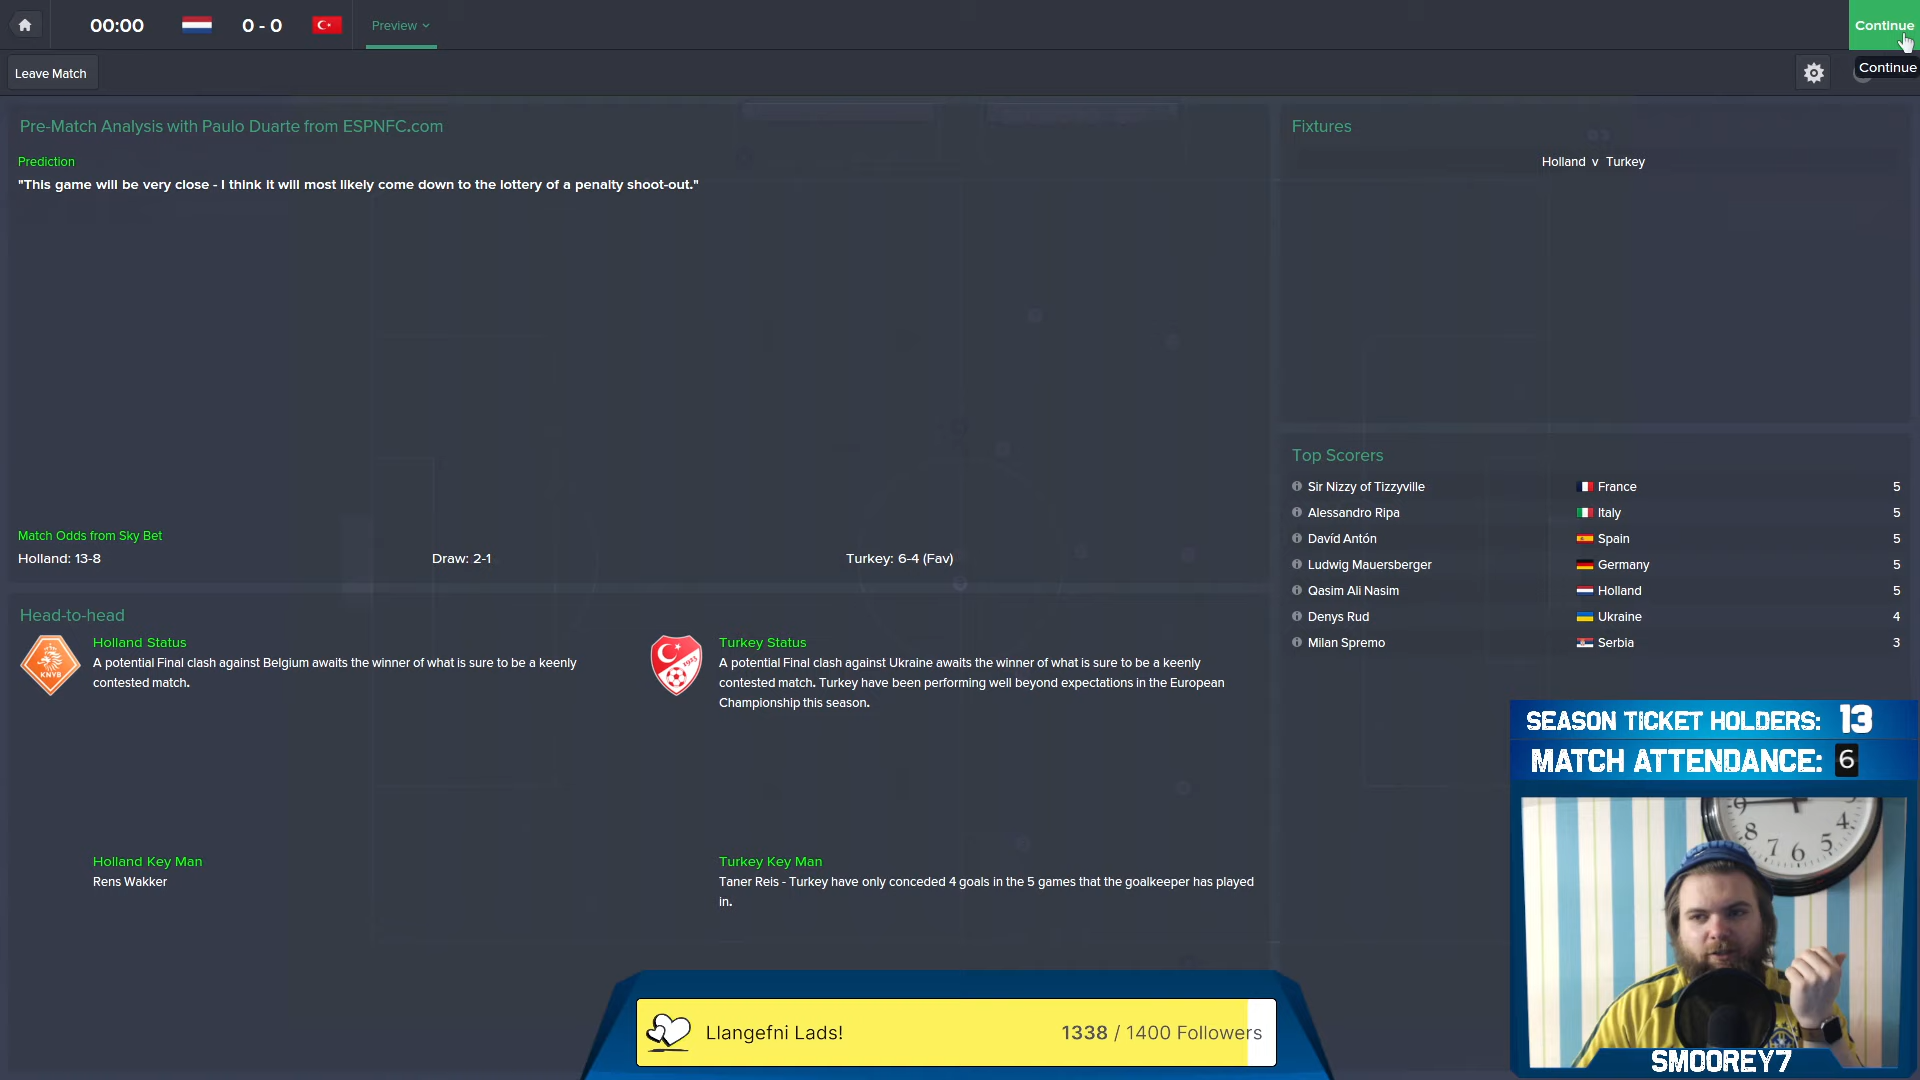 00:00
0 - 0
Preview
Continue
Leave Match
Continue
Pre-Match Analysis with Paulo Duarte from ESPNFC.com
Prediction
"This game will be very close - I think it will most likely come down to the lottery of a penalty shoot-out."
Match Odds from Sky Bet
Holland: 13-8
Draw: 2-1
Turkey: 6-4 (Fav)
Fixtures
Holland v Turkey
Top Scorers
Sir Nizzy of Tizzyville France 5
Alessandro Ripa Italy 5
David Antón Spain 5
Ludwig Mauersberger Germany 5
Qasim Ali Nasim Holland 5
Denys Rud Ukraine 4
Milan Spremo Serbia 3
Head-to-head
KNVB
Holland Status
A potential Final clash against Belgium awaits the winner of what is sure to be a keenly
contested match.
Holland Key Man
Rens Wakker
1923
Turkey Status
A potential Final clash against Ukraine awaits the winner of what is sure to be a keenly
contested match. Turkey have been performing well beyond expectations in the European
Championship this season.
Turkey Key Man
Taner Reis - Turkey have only conceded 4 goals in the 5 games that the goalkeeper has played
in.
SEASON TICKET HOLDERS: 13
MATCH ATTENDANCE: 6
9 8 7 6 5 4
SMOOREY7
Llangefni Lads!
1338 / 1400 Followers